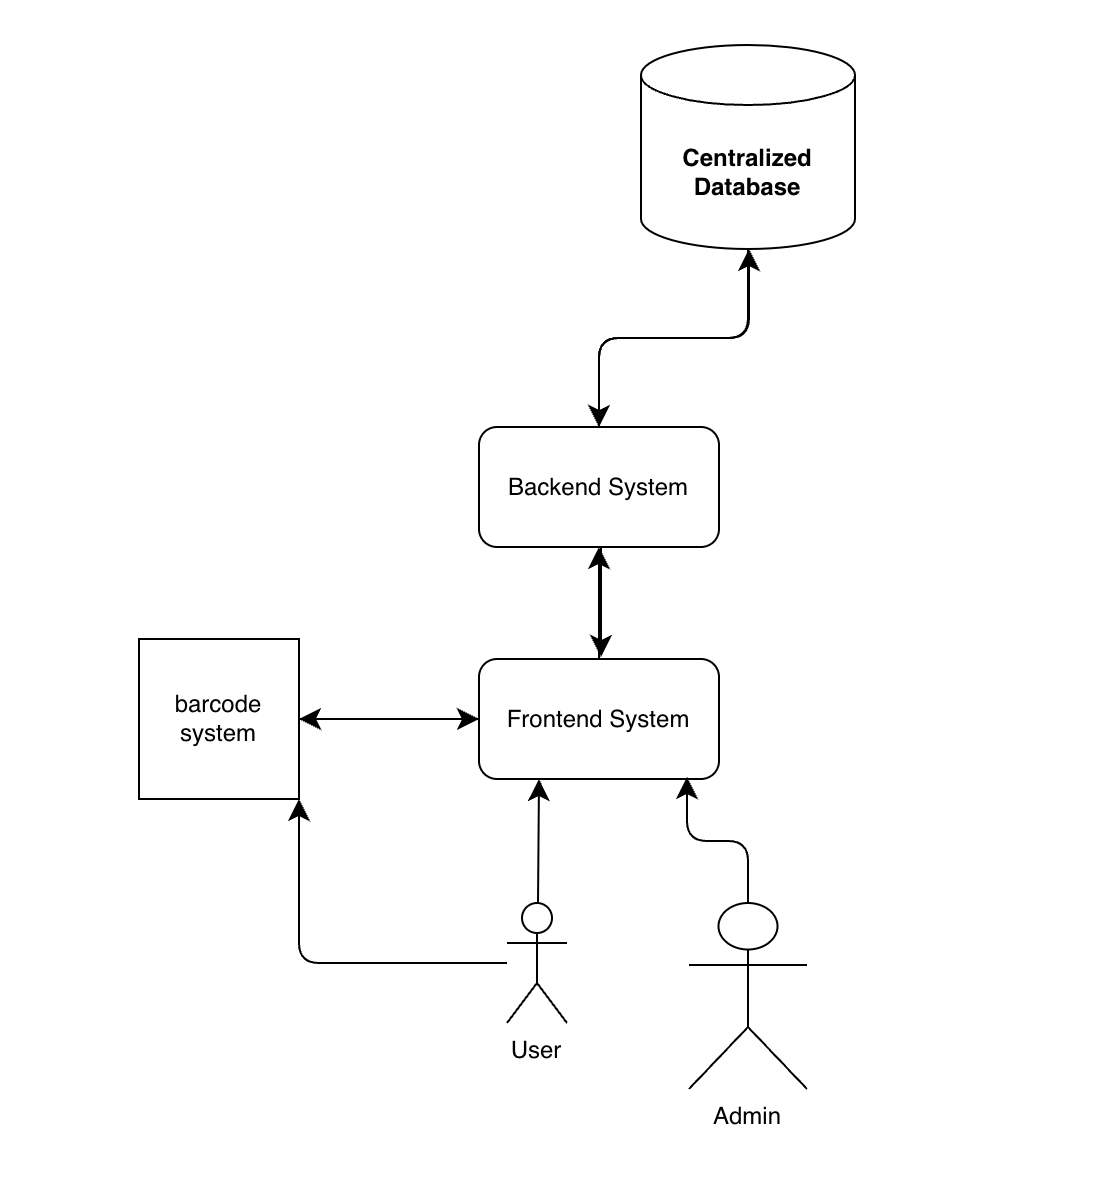 Centralized
Database
Backend System
barcode
system
Frontend System
User
Admin